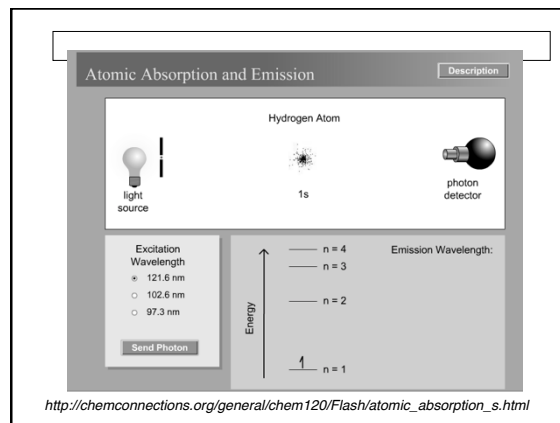 Atomic Absorption and Emission
Description
Hydrogen Atom
light
source
1s
photon
detector
Excitation
Wavelength
121.6 nm
102.6 nm
97.3 nm
Send Photon
Energy
n = 4
n = 3
n = 2
n = 1
Emission Wavelength:
http://chemconnections.org/general/chem120/Flash/atomic_absorption_s.html